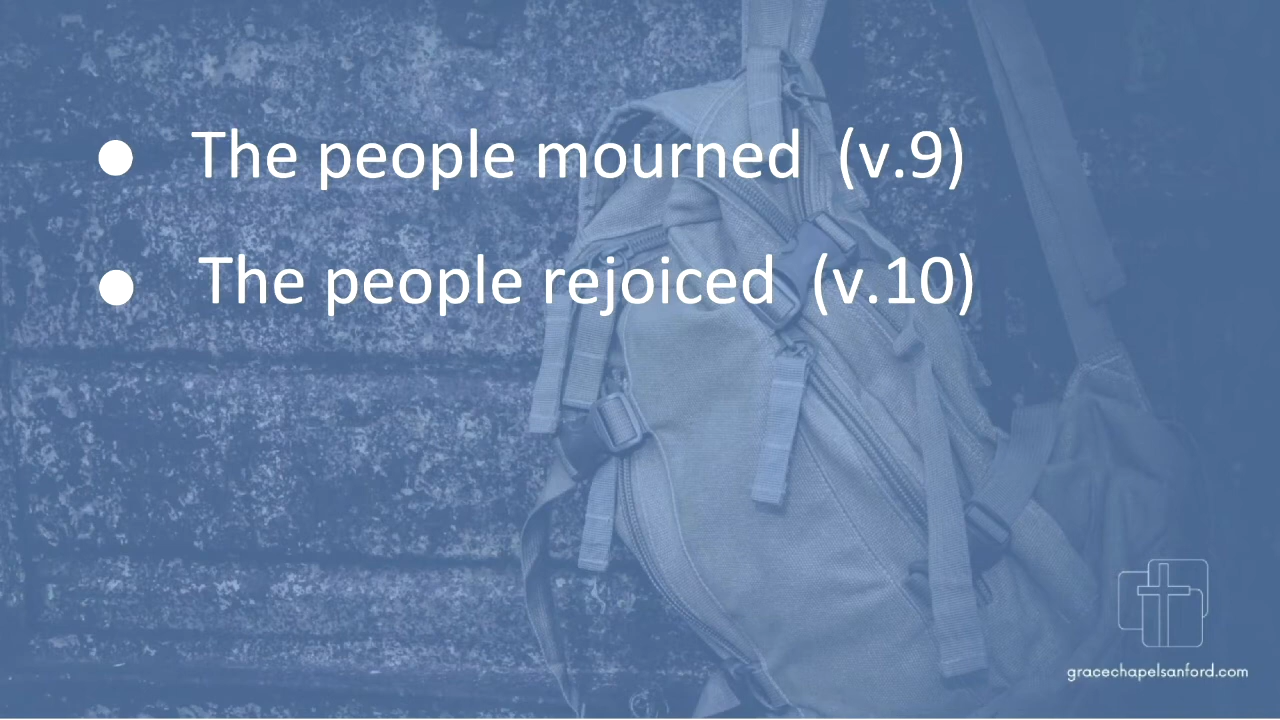 ● The people mourned (v.9)
● The people rejoiced (v.10)
gracechapelsanford.com